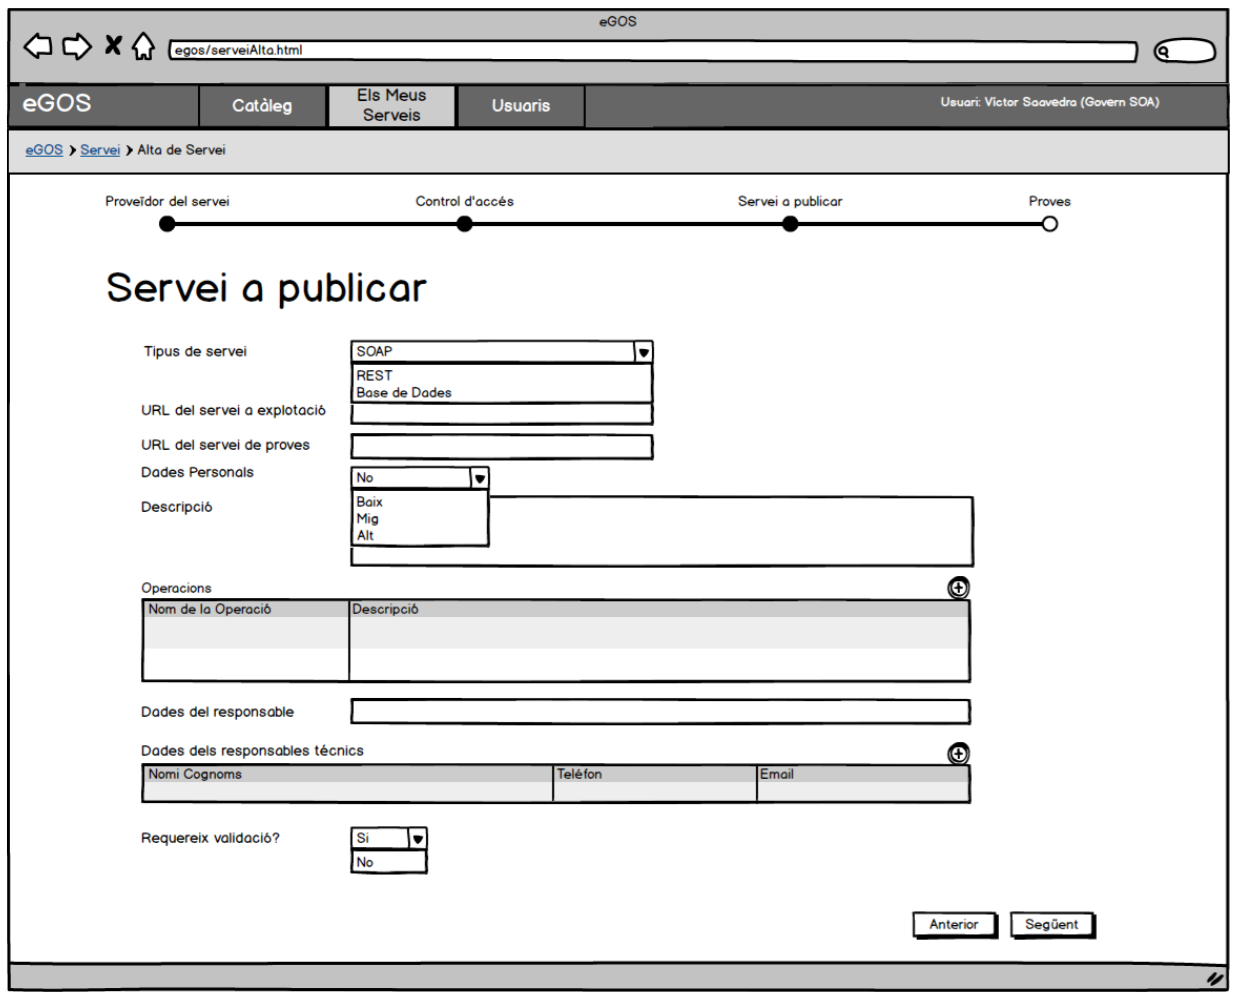 eGOS
egos/serveiAlta.html
eGOS
Catàleg
Els Meus
Serveis
Usuaris
Usuari: Victor Saavedra (Govern SOA)
eGOS > Servei > Alta de Servei
Proveïdor del servei
Control d'accés
Servei a publicar
Proves
Servei a publicar
Tipus de servei
SOAP
REST
Base de Dades
URL del servei a explotació
URL del servei de proves
Dades Personals
No
Baix
Mig
Alt
Descripció
Operacions
Nom de la Operació
Descripció
Dades del responsable
Dades dels responsables técnics
Nomi Cognoms
Teléfon
Email
Requereix validació?
Si
No
Anterior
Següent